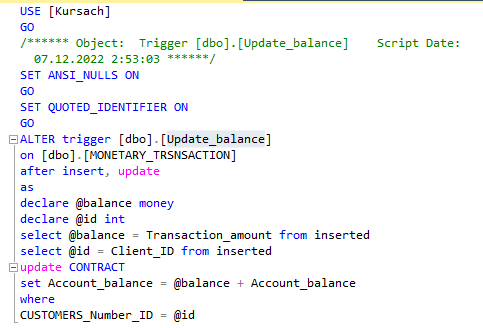 USE [Kursach]
GO
/****** Object:  Trigger [dbo].[Update_balance]    Script Date:
07.12.2022 2:53:03 ******/
SET ANSI_NULLS ON
GO
SET QUOTED_IDENTIFIER ON
GO
ALTER trigger [dbo].[Update_balance]
on [dbo].[MONETARY_TRSNSACTION]
after insert, update
as
DECLARE @balance money
declare @id int
select @balance = Transaction_amount from inserted
select @id = Client_ID from inserted
update CONTRACT
set Account_balance = @balance + Account_balance
where
CUSTOMERS_Number_ID = @id